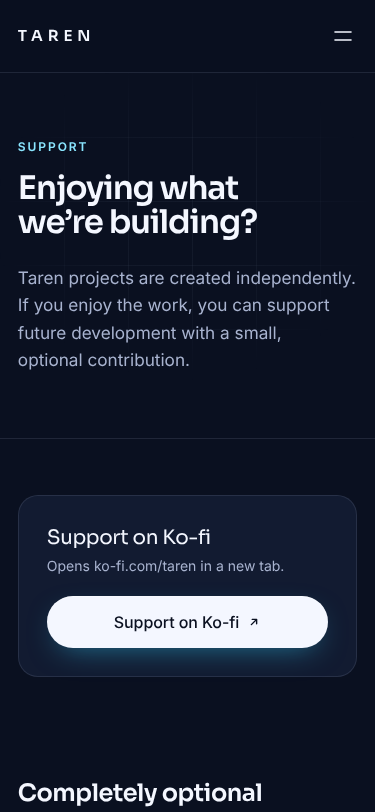 TAREN
SUPPORT
Enjoying what
we’re building?
Taren projects are created independently.
If you enjoy the work, you can support
future development with a small,
optional contribution.
Support on Ko-fi
Opens ko-fi.com/taren in a new tab.
Support on Ko-fi ↗
Completely optional